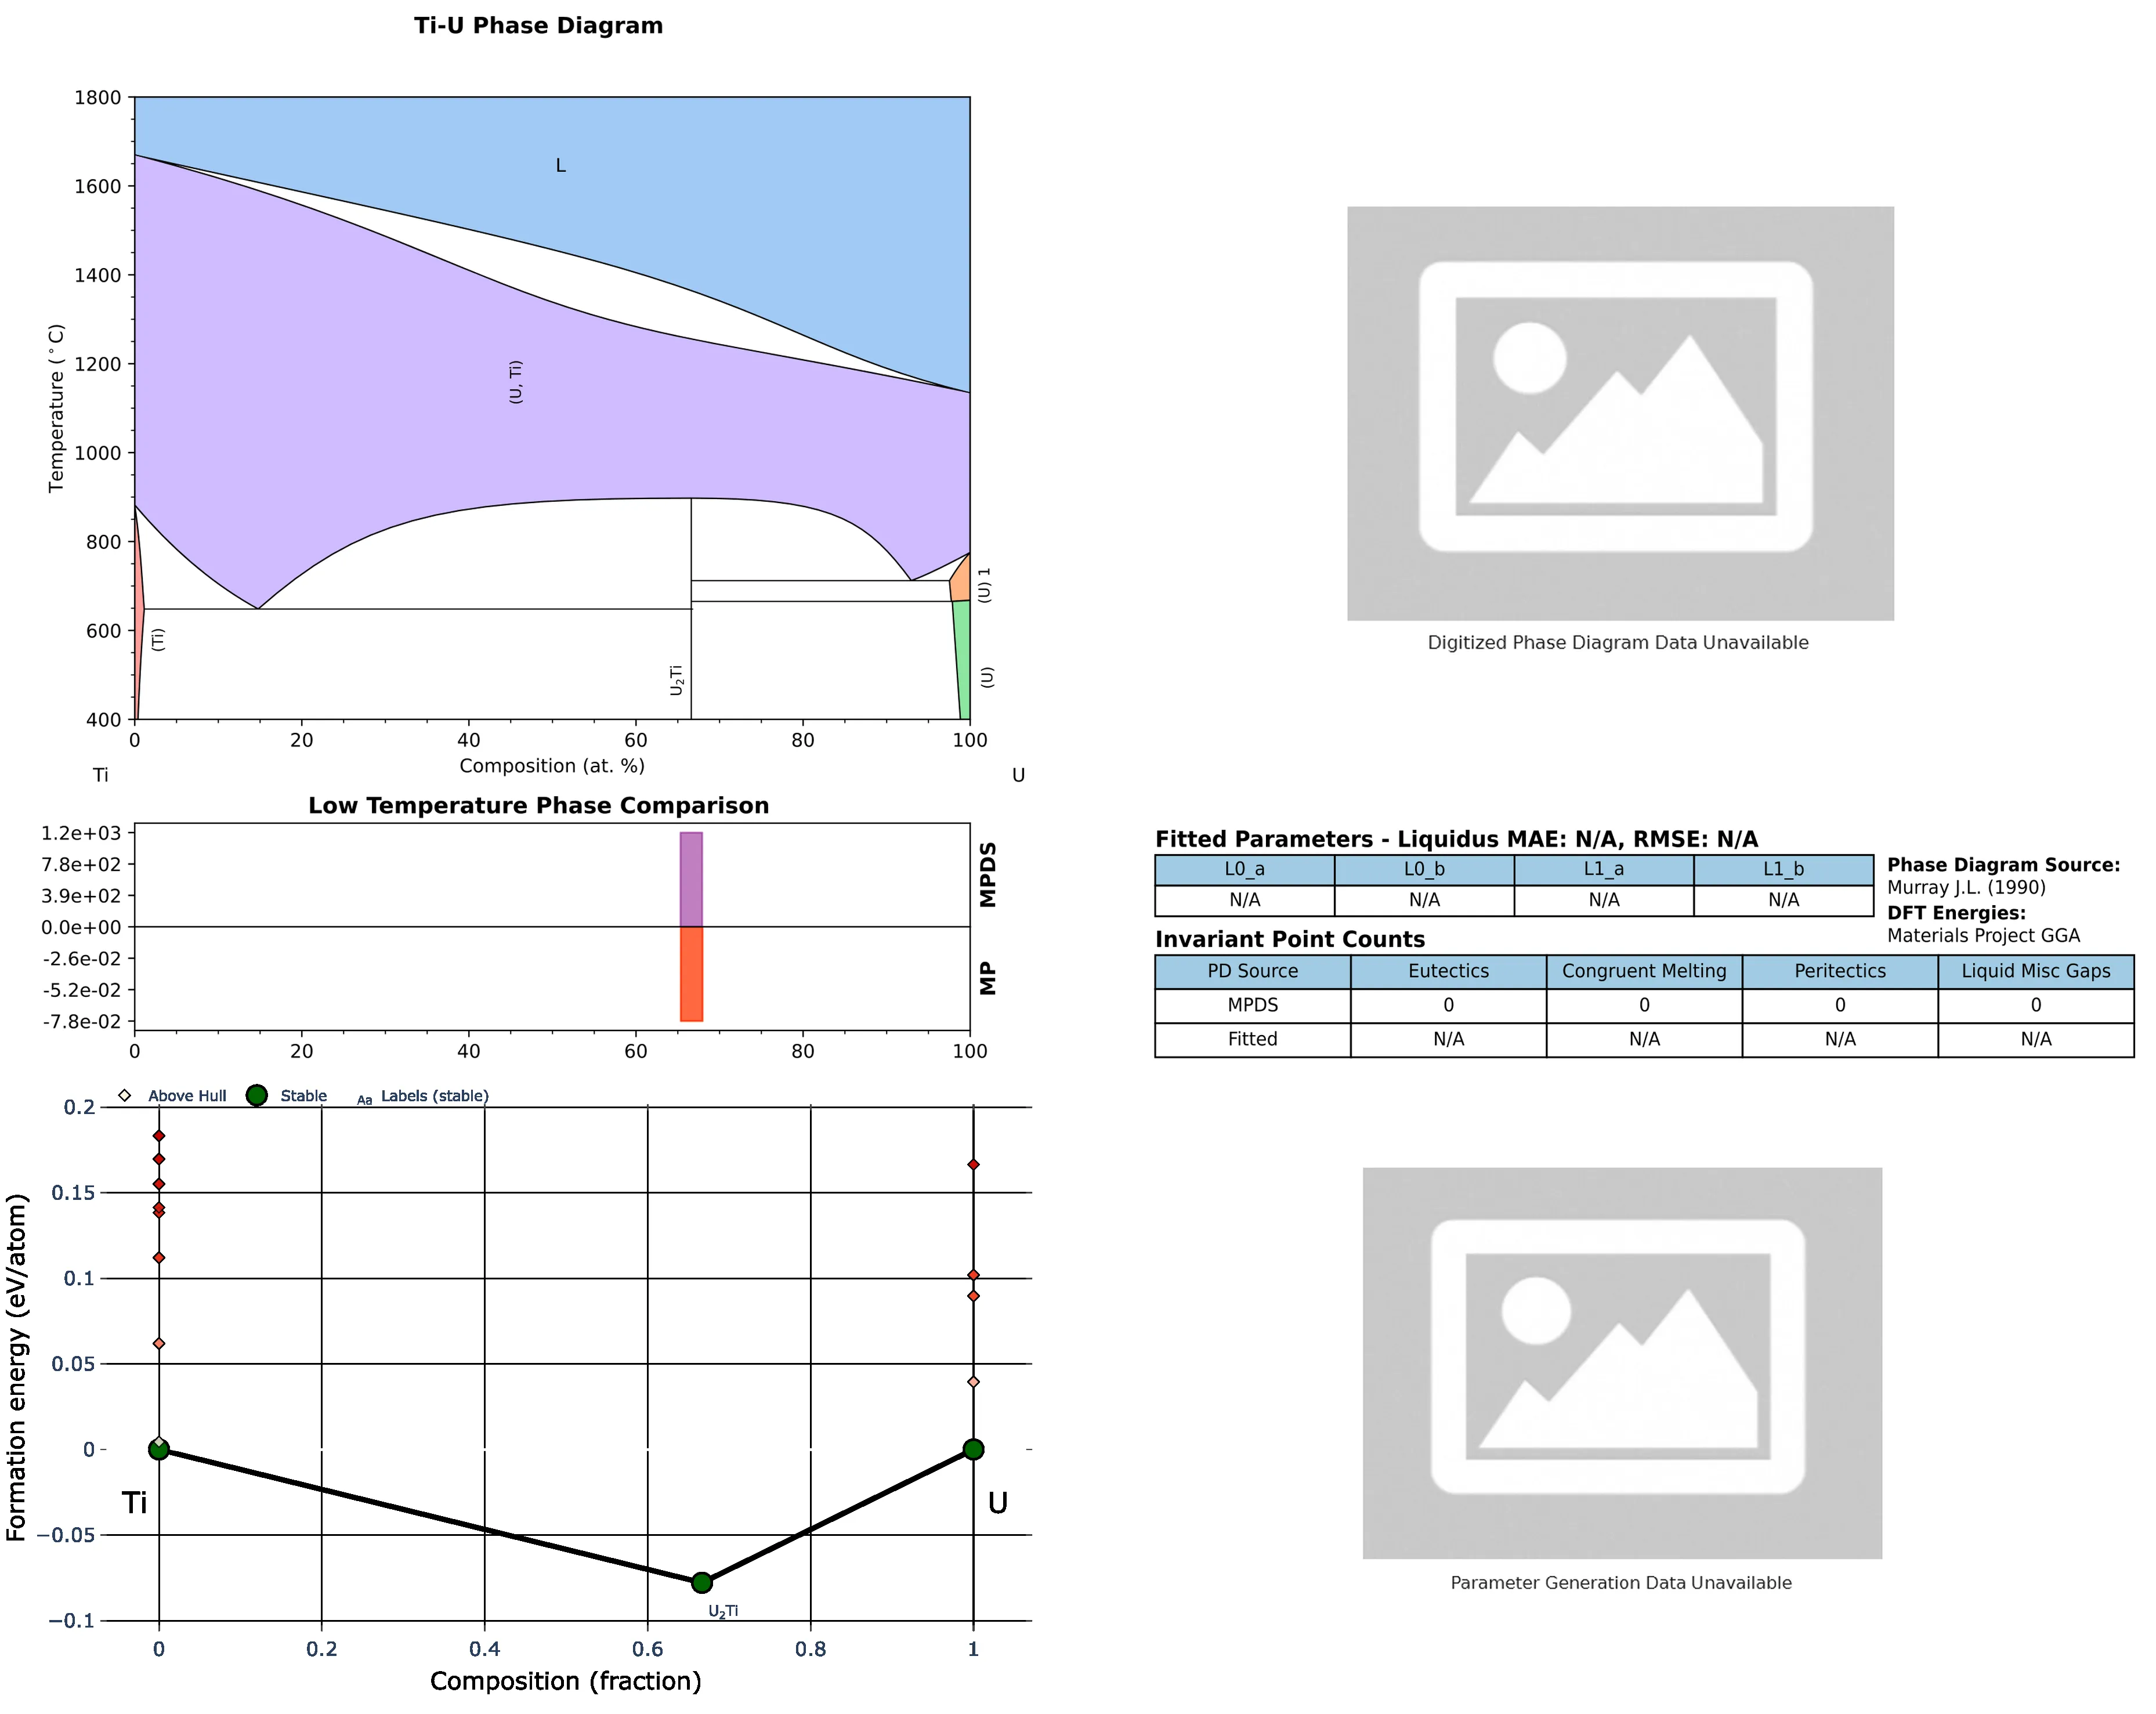 Ti-U Phase Diagram
1800
1600
1400
1200
1000
800
600
400
Temperature (°C)
L
(U, Ti)
(Ti)
U₂Ti
(U) 1
(U)
0 20 40 60 80 100
Composition (at. %)
Ti U
Digitized Phase Diagram Data Unavailable
Low Temperature Phase Comparison
1.2e+03
7.8e+02
3.9e+02
0.0e+00
-2.6e-02
-5.2e-02
-7.8e-02
MPDS
MP
0 20 40 60 80 100
Fitted Parameters - Liquidus MAE: N/A, RMSE: N/A
L0_a L0_b L1_a L1_b
N/A N/A N/A N/A
Phase Diagram Source:
Murray J.L. (1990)
DFT Energies:
Materials Project GGA
Invariant Point Counts
PD Source Eutectics Congruent Melting Peritectics Liquid Misc Gaps
MPDS 0 0 0 0
Fitted N/A N/A N/A N/A
Above Hull Stable Aa Labels (stable)
0.2
0.15
0.1
0.05
0
−0.05
−0.1
Formation energy (eV/atom)
Ti
U
U₂Ti
0 0.2 0.4 0.6 0.8 1
Composition (fraction)
Parameter Generation Data Unavailable